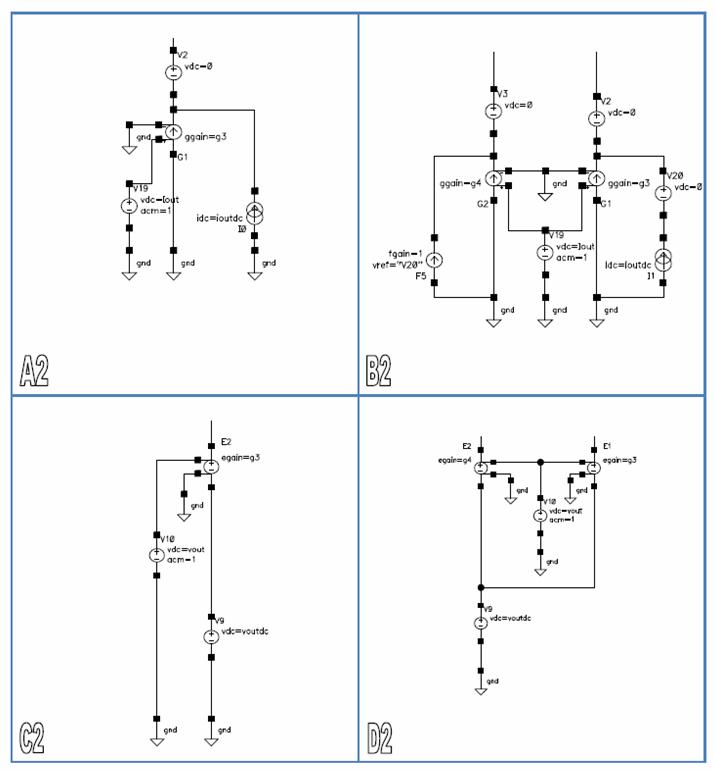 V2
vdc=0
gnd
ggain=g3
G1
V19
vdc=Iout
acm=1
idc=ioutdc
I0
gnd
gnd
gnd
A2
V3
vdc=0
V2
vdc=0
V20
vdc=0
ggain=g4
gnd
ggain=g3
G2
G1
V19
vdc=Iout
acm=1
fgain=1
vref="V20"
F5
idc=ioutdc
I1
gnd
gnd
gnd
B2
E2
egain=g3
gnd
V10
vdc=vout
acm=1
V9
vdc=voutdc
gnd
gnd
C2
E2
egain=g4
E1
egain=g3
gnd
gnd
V10
vdc=vout
acm=1
gnd
V9
vdc=voutdc
gnd
D2